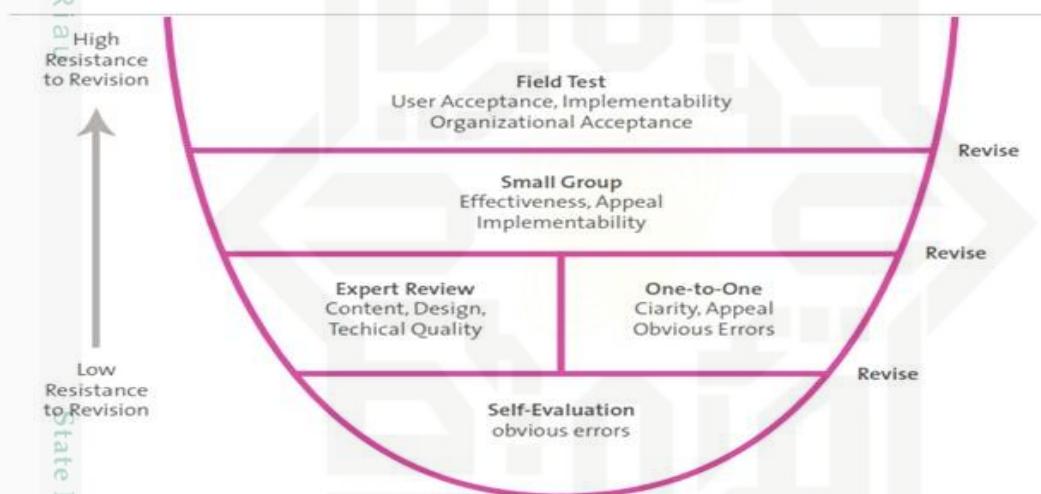 Riau
High
Resistance
to Revision
Field Test
User Acceptance, Implementability
Organizational Acceptance
Revise
Small Group
Effectiveness, Appeal
Implementability
Revise
Expert Review
Content, Design,
Techical Quality
One-to-One
Ciarity, Appeal
Obvious Errors
Low
Resistance
to Revision
Revise
Self-Evaluation
obvious errors
State